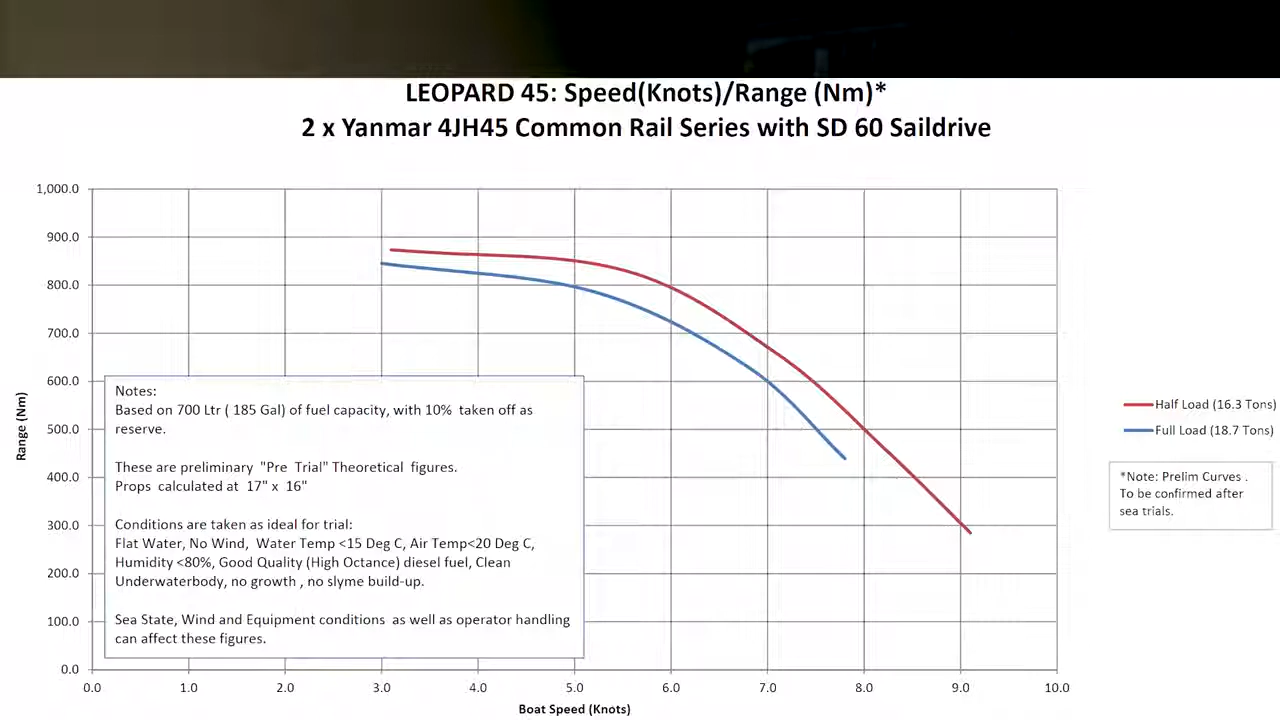 LEOPARD 45: Speed(Knots)/Range (Nm)*
2 x Yanmar 4JH45 Common Rail Series with SD 60 Saildrive
1,000.0
900.0
800.0
700.0
600.0
500.0
400.0
300.0
200.0
100.0
0.0
Range (Nm)
Notes:
Based on 700 Ltr ( 185 Gal) of fuel capacity, with 10% taken off as
reserve.
These are preliminary "Pre Trial" Theoretical figures.
Props calculated at 17" x 16"
Conditions are taken as ideal for trial:
Flat Water, No Wind, Water Temp <15 Deg C, Air Temp<20 Deg C,
Humidity <80%, Good Quality (High Octance) diesel fuel, Clean
Underwaterbody, no growth , no slyme build-up.
Sea State, Wind and Equipment conditions as well as operator handling
can affect these figures.
Half Load (16.3 Tons)
Full Load (18.7 Tons)
*Note: Prelim Curves .
To be confirmed after
sea trials.
0.0 1.0 2.0 3.0 4.0 5.0 6.0 7.0 8.0 9.0 10.0
Boat Speed (Knots)